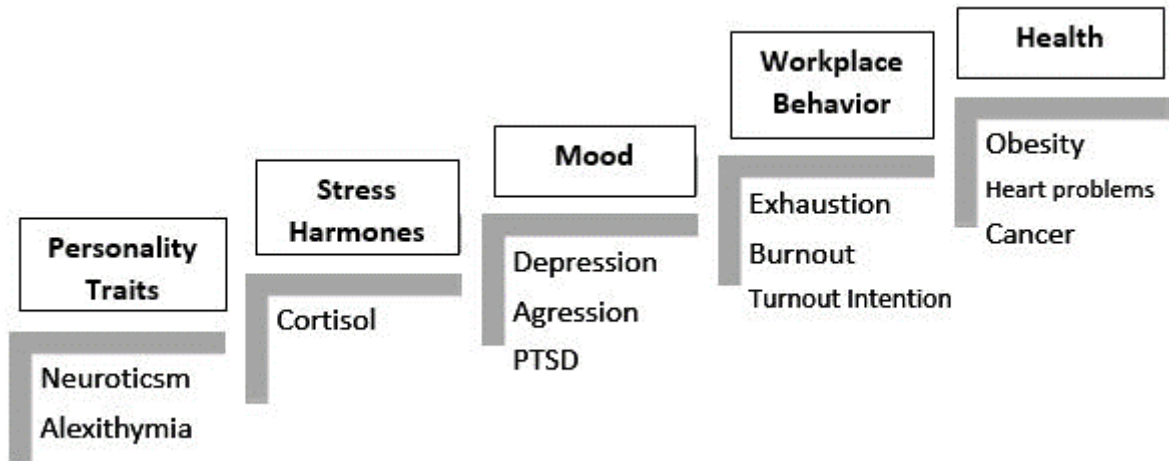 Personality
Traits
Neuroticsm
Alexithymia
Stress
Harmones
Cortisol
Mood
Depression
Agression
PTSD
Workplace
Behavior
Exhaustion
Burnout
Turnout Intention
Health
Obesity
Heart problems
Cancer